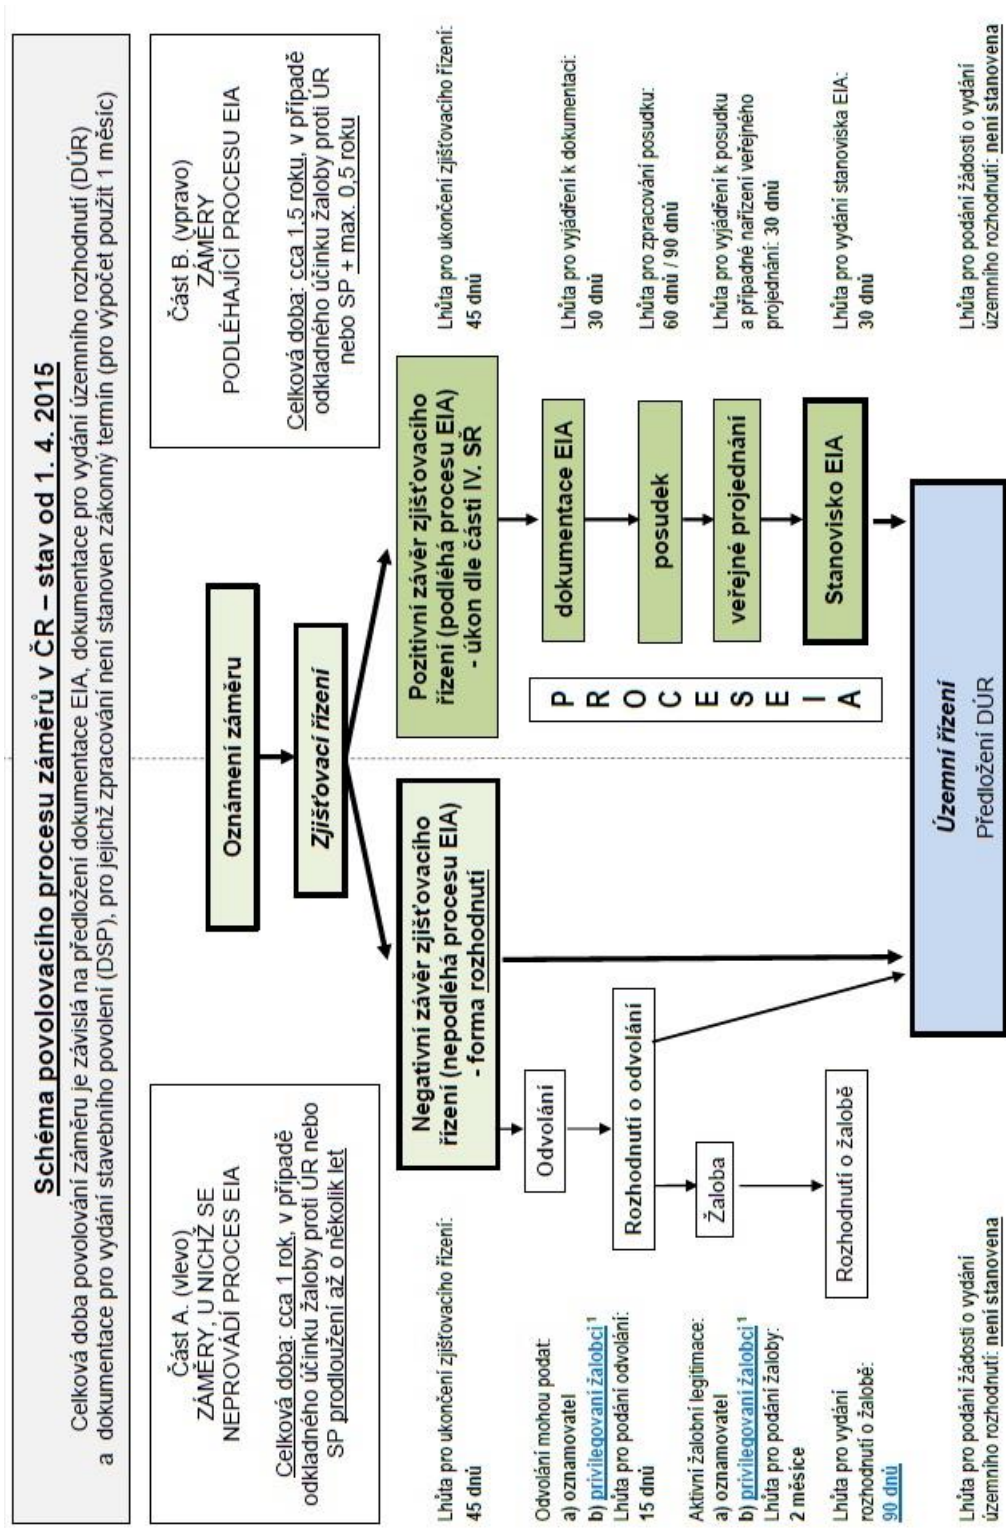 Schéma povolovacího procesu záměrů v ČR – stav od 1. 4. 2015
Celková doba povolování záměru je závislá na předložení dokumentace EIA, dokumentace pro vydání územního rozhodnutí (DÚR)
a dokumentace pro vydání stavebního povolení (DSP), pro jejichž zpracování není stanoven zákonný termín (pro výpočet použit 1 měsíc)
Část A. (vlevo)
ZÁMĚRY, U NICHŽ SE
NEPROVÁDÍ PROCES EIA
Celková doba: cca 1 rok, v případě
odkladného účinku žaloby proti ÚR nebo
SP prodloužení až o několik let
Část B. (vpravo)
ZÁMĚRY
PODLÉHAJÍCÍ PROCESU EIA
Celková doba: cca 1,5 roku, v případě
odkladného účinku žaloby proti ÚR
nebo SP + max. 0,5 roku
Oznámení záměru
Zjišťovací řízení
Lhůta pro ukončení zjišťovacího řízení:
45 dnů
Negativní závěr zjišťovacího
řízení (nepodléhá procesu EIA)
- forma rozhodnutí
Pozitivní závěr zjišťovacího
řízení (podléhá procesu EIA)
- úkon dle části IV. SŘ
Lhůta pro ukončení zjišťovacího řízení:
45 dnů
Odvolání mohou podat:
a) oznamovatel
b) privilegovaní žalobci 1
Lhůta pro podání odvolání:
15 dnů
Odvolání
Rozhodnutí o odvolání
Aktivní žalobní legitimace:
a) oznamovatel
b) privilegovaní žalobci 1
Lhůta pro podání žaloby:
2 měsíce
Žaloba
Lhůta pro vydání
rozhodnutí o žalobě:
90 dnů
Rozhodnutí o žalobě
P
R
O
C
E
S
E
I
A
dokumentace EIA
Lhůta pro vyjádření k dokumentaci:
30 dnů
posudek
Lhůta pro zpracování posudku:
60 dnů / 90 dnů
veřejné projednání
Lhůta pro vyjádření k posudku
a případné nařízení veřejného
projednání: 30 dnů
Stanovisko EIA
Lhůta pro vydání stanoviska EIA:
30 dnů
Lhůta pro podání žádosti o vydání
územního rozhodnutí: není stanovena
Územní řízení
Předložení DÚR
Lhůta pro podání žádosti o vydání
územního rozhodnutí: není stanovena